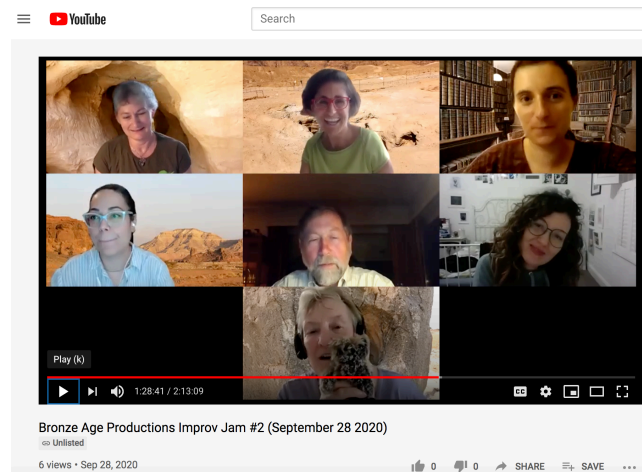 YouTube
Search
Play (k)
1:28:41 / 2:13:09
CC
Bronze Age Productions Improv Jam #2 (September 28 2020)
Unlisted
6 views • Sep 28, 2020
0
0
SHARE
SAVE